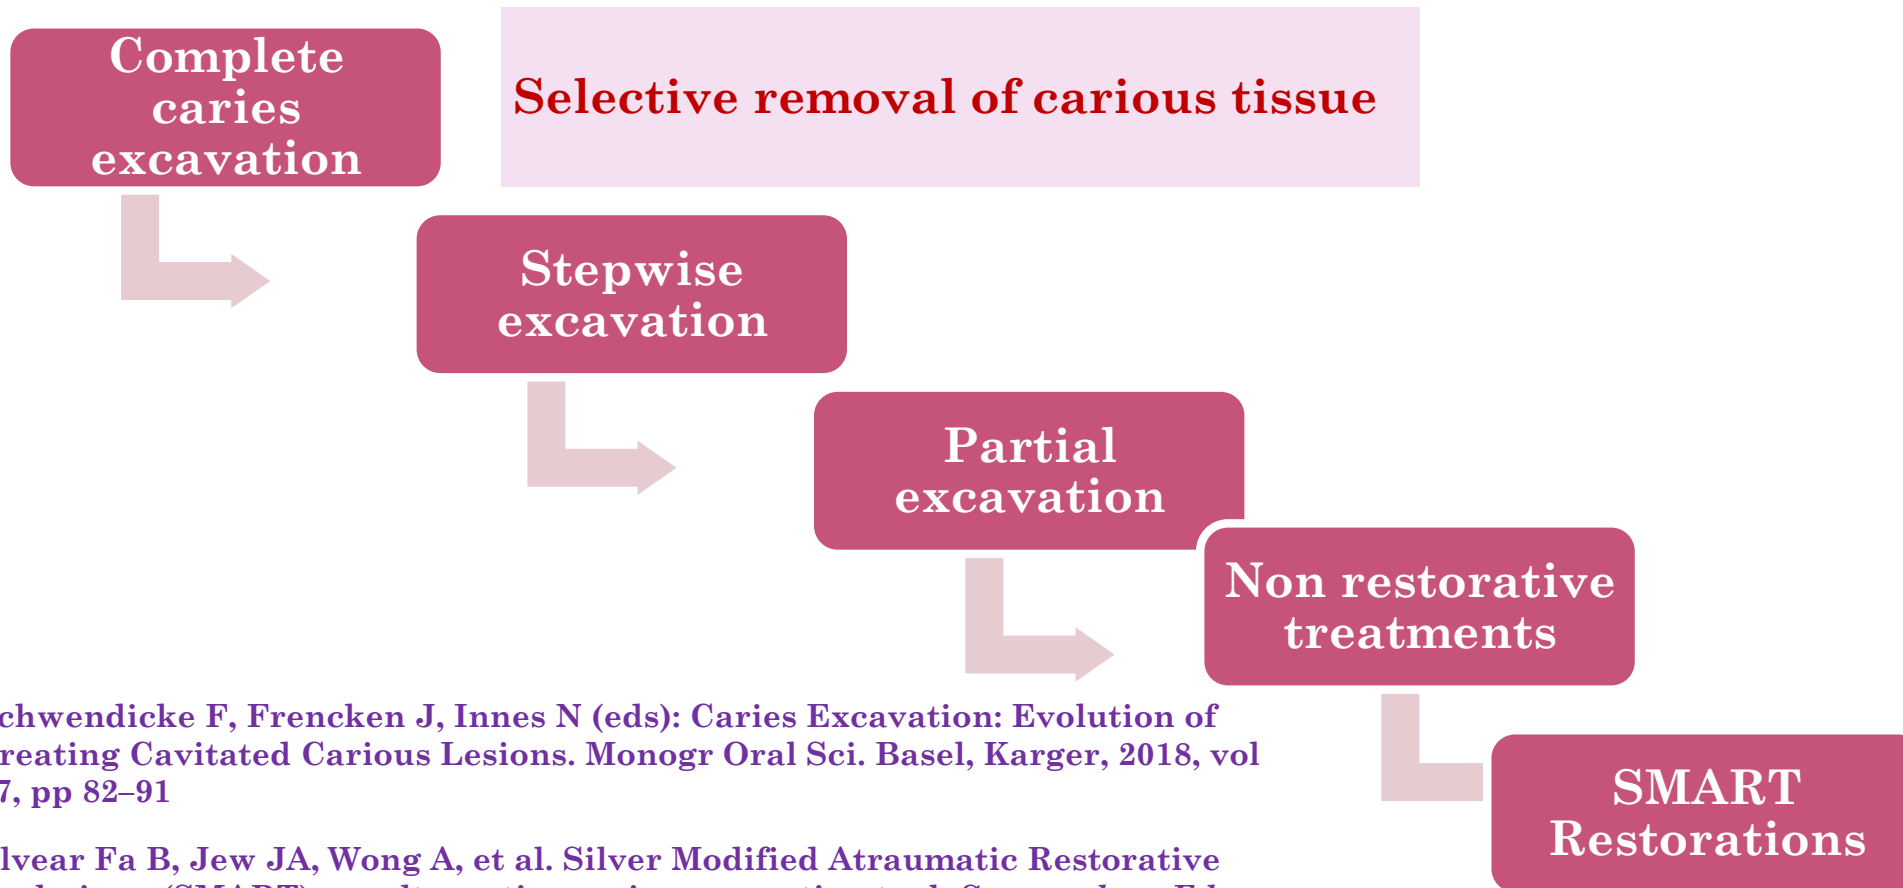 Complete
caries
excavation
Selective removal of carious tissue
Stepwise
excavation
Partial
excavation
Non restorative
treatments
chwendicke F, Frencken J, Innes N (eds): Caries Excavation: Evolution of
reating Cavitated Carious Lesions. Monogr Oral Sci. Basel, Karger, 2018, vol
7, pp 82–91
SMART
Restorations
lvear Fa B, Jew JA, Wong A, et al. Silver Modified Atraumatic Restorative
(SMART)